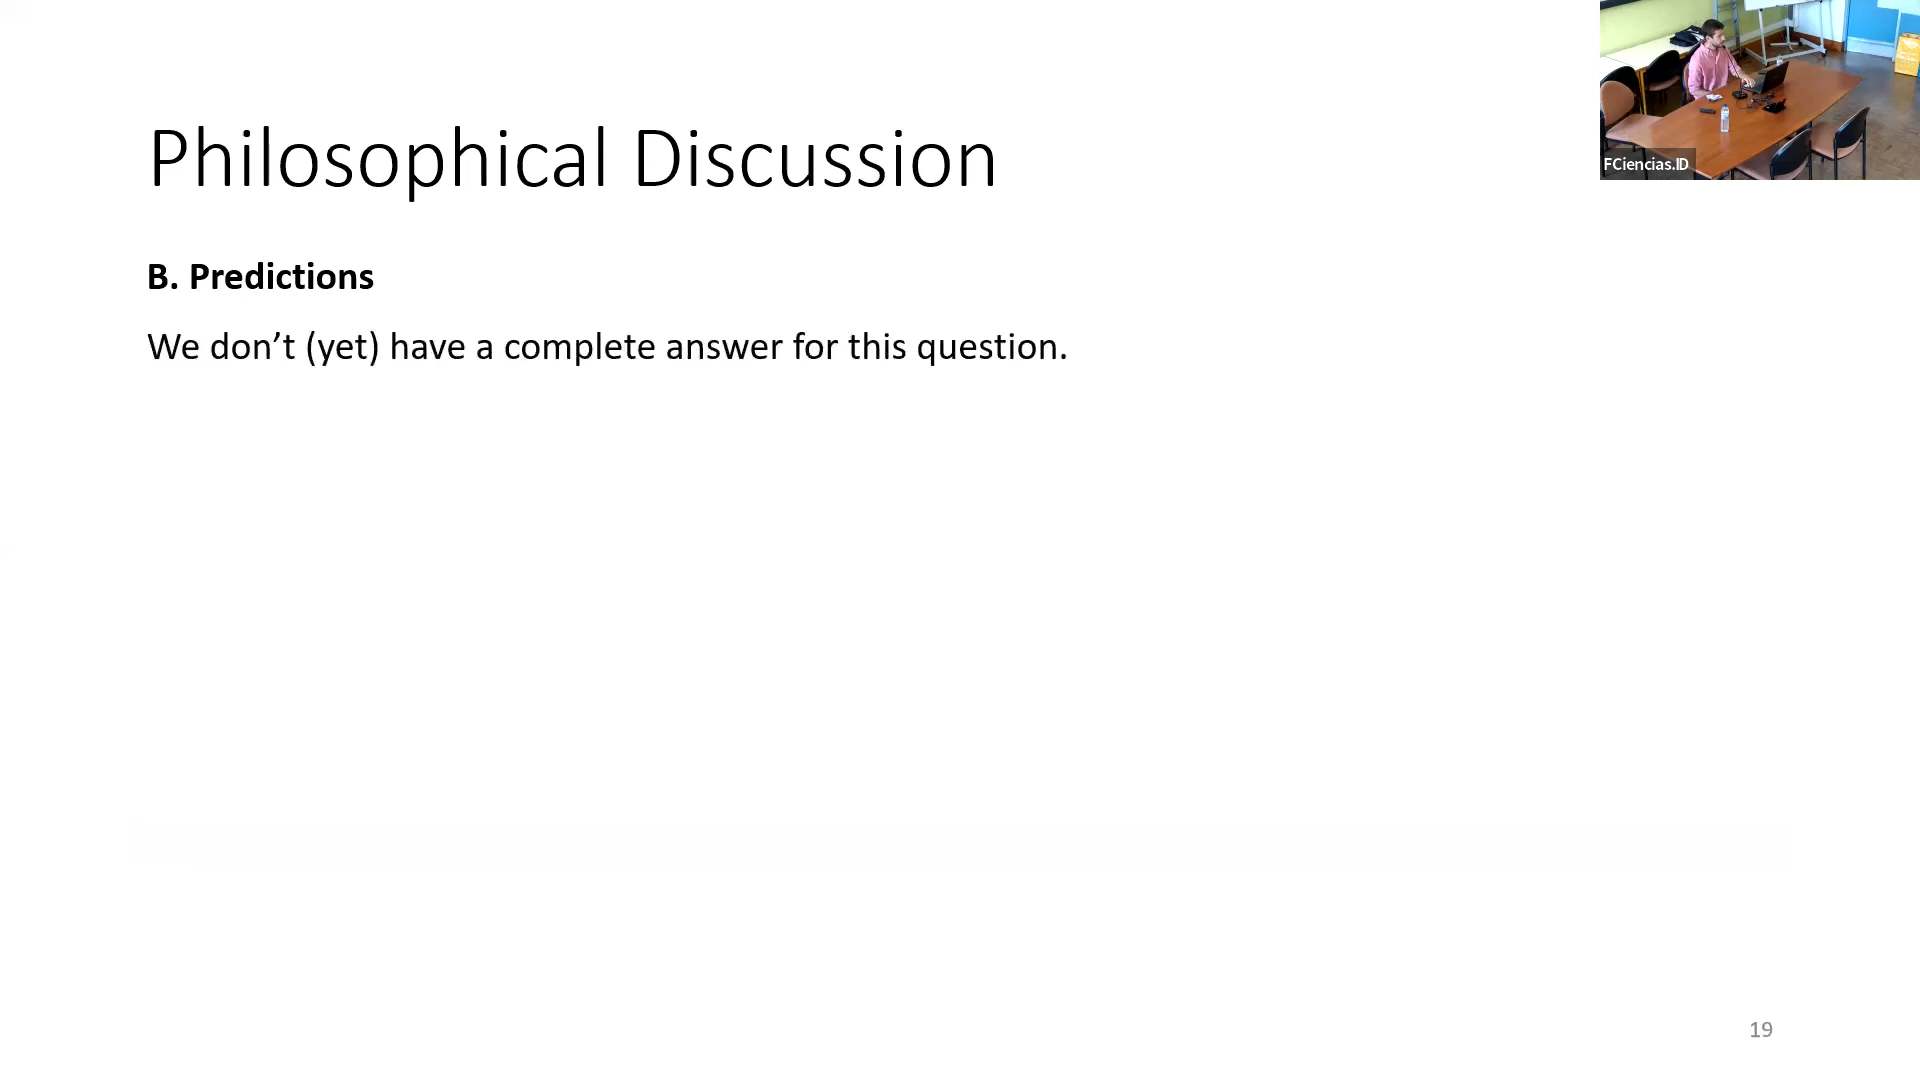 Philosophical Discussion
B. Predictions
We don’t (yet) have a complete answer for this question.
FCiencias.ID
19